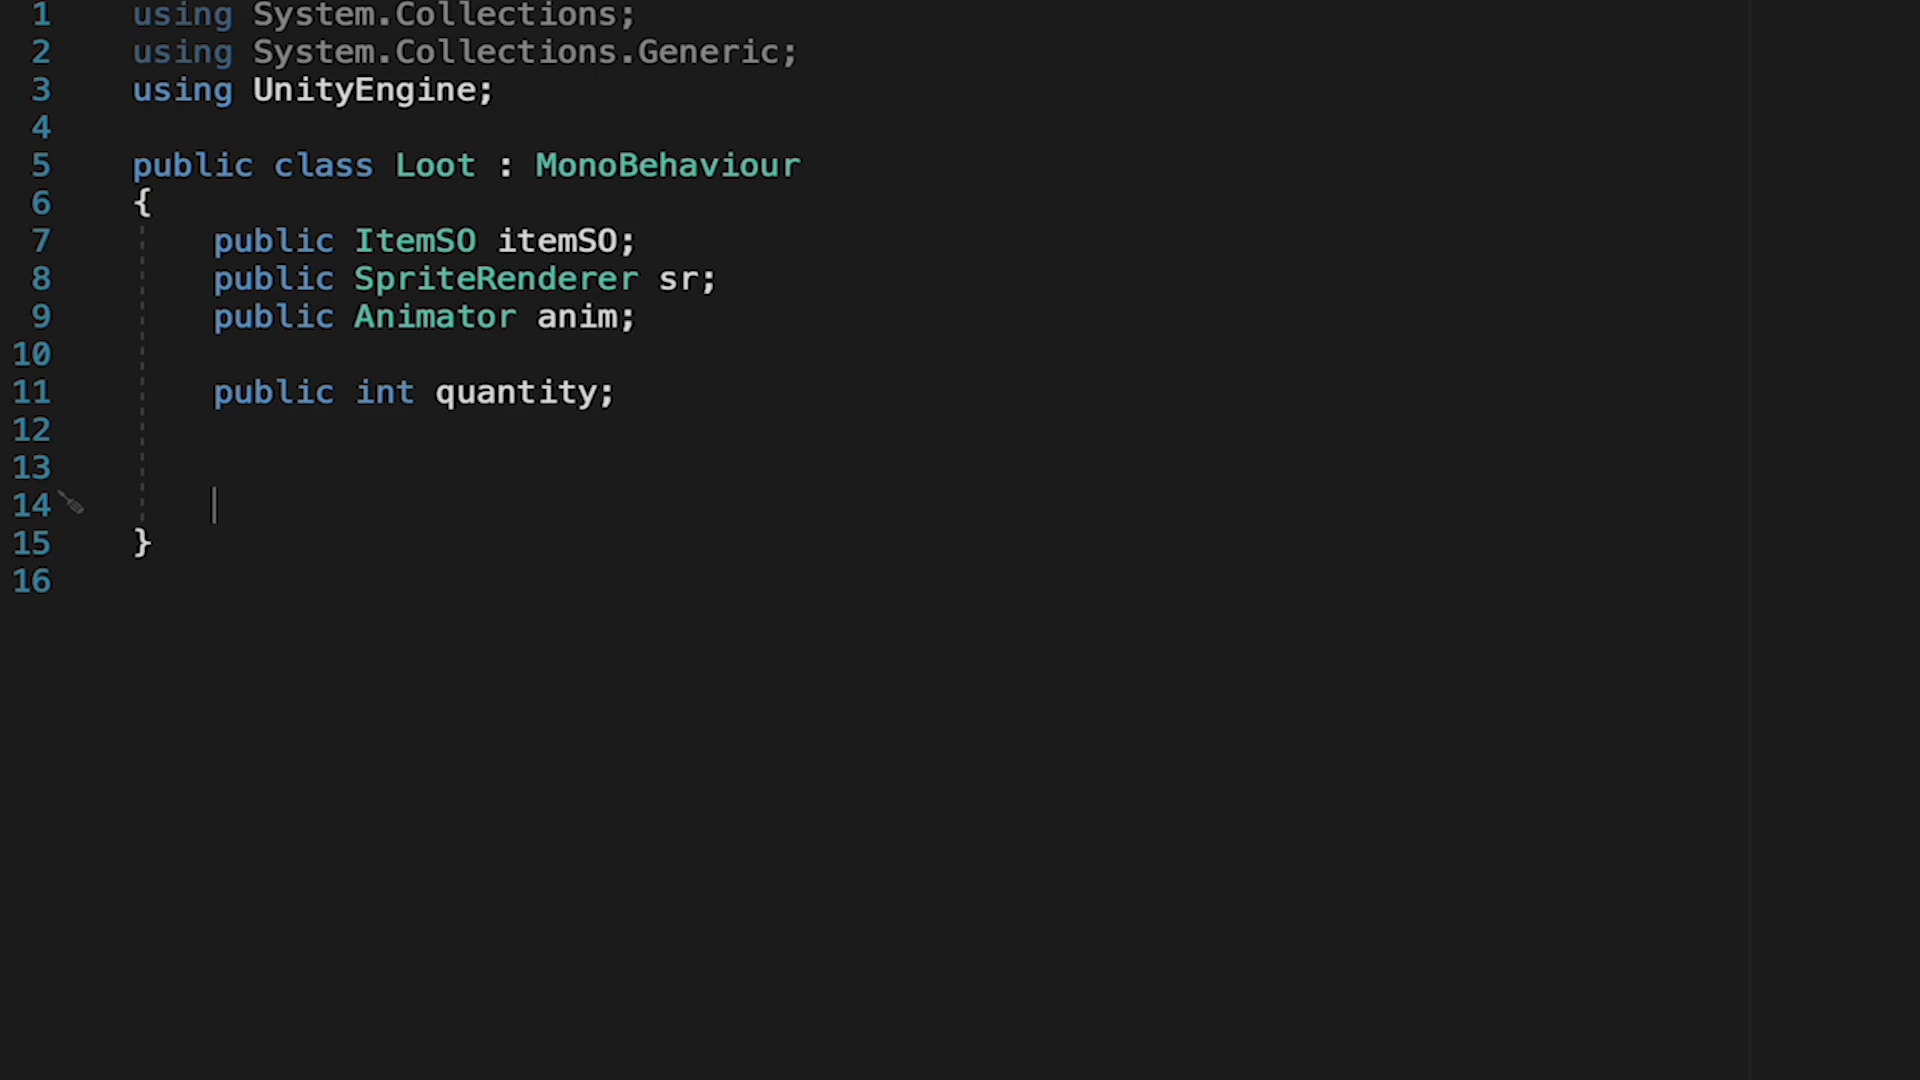 1 using System.Collections;
2 using System.Collections.Generic;
3 using UnityEngine;
4
5 public class Loot : MonoBehaviour
6 {
7 public ItemSO itemSO;
8 public SpriteRenderer sr;
9 public Animator anim;
10
11 public int quantity;
12
13
14
15 }
16